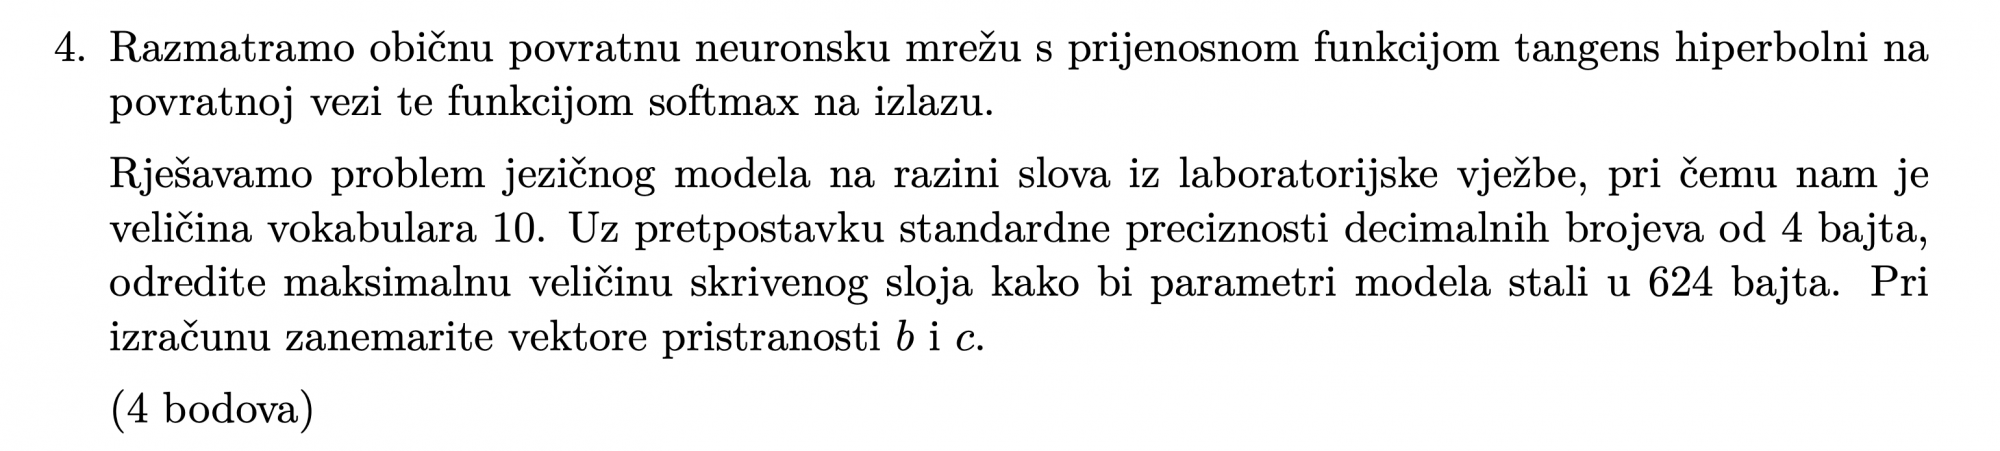 4. Razmatramo običnu povratnu neuronsku mrežu s prijenosnom funkcijom tangens hiperbolni na
povratnoj vezi te funkcijom softmax na izlazu.
Rješavamo problem jezičnog modela na razini slova iz laboratorijske vježbe, pri čemu nam je
veličina vokabulara 10. Uz pretpostavku standardne preciznosti decimalnih brojeva od 4 bajta,
odredite maksimalnu veličinu skrivenog sloja kako bi parametri modela stali u 624 bajta. Pri
izračunu zanemarite vektore pristranosti b i c.
(4 bodova)